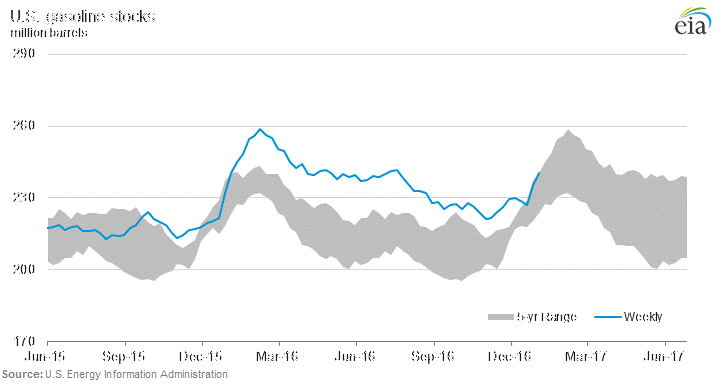 U.S. gasoline stocks
million barrels
eia
290
260
230
200
170
5-yr Range
Weekly
Jun-15 Sep-15 Dec-15 Mar-16 Jun-16 Sep-16 Dec-16 Mar-17 Jun-17
Source: U.S. Energy Information Administration